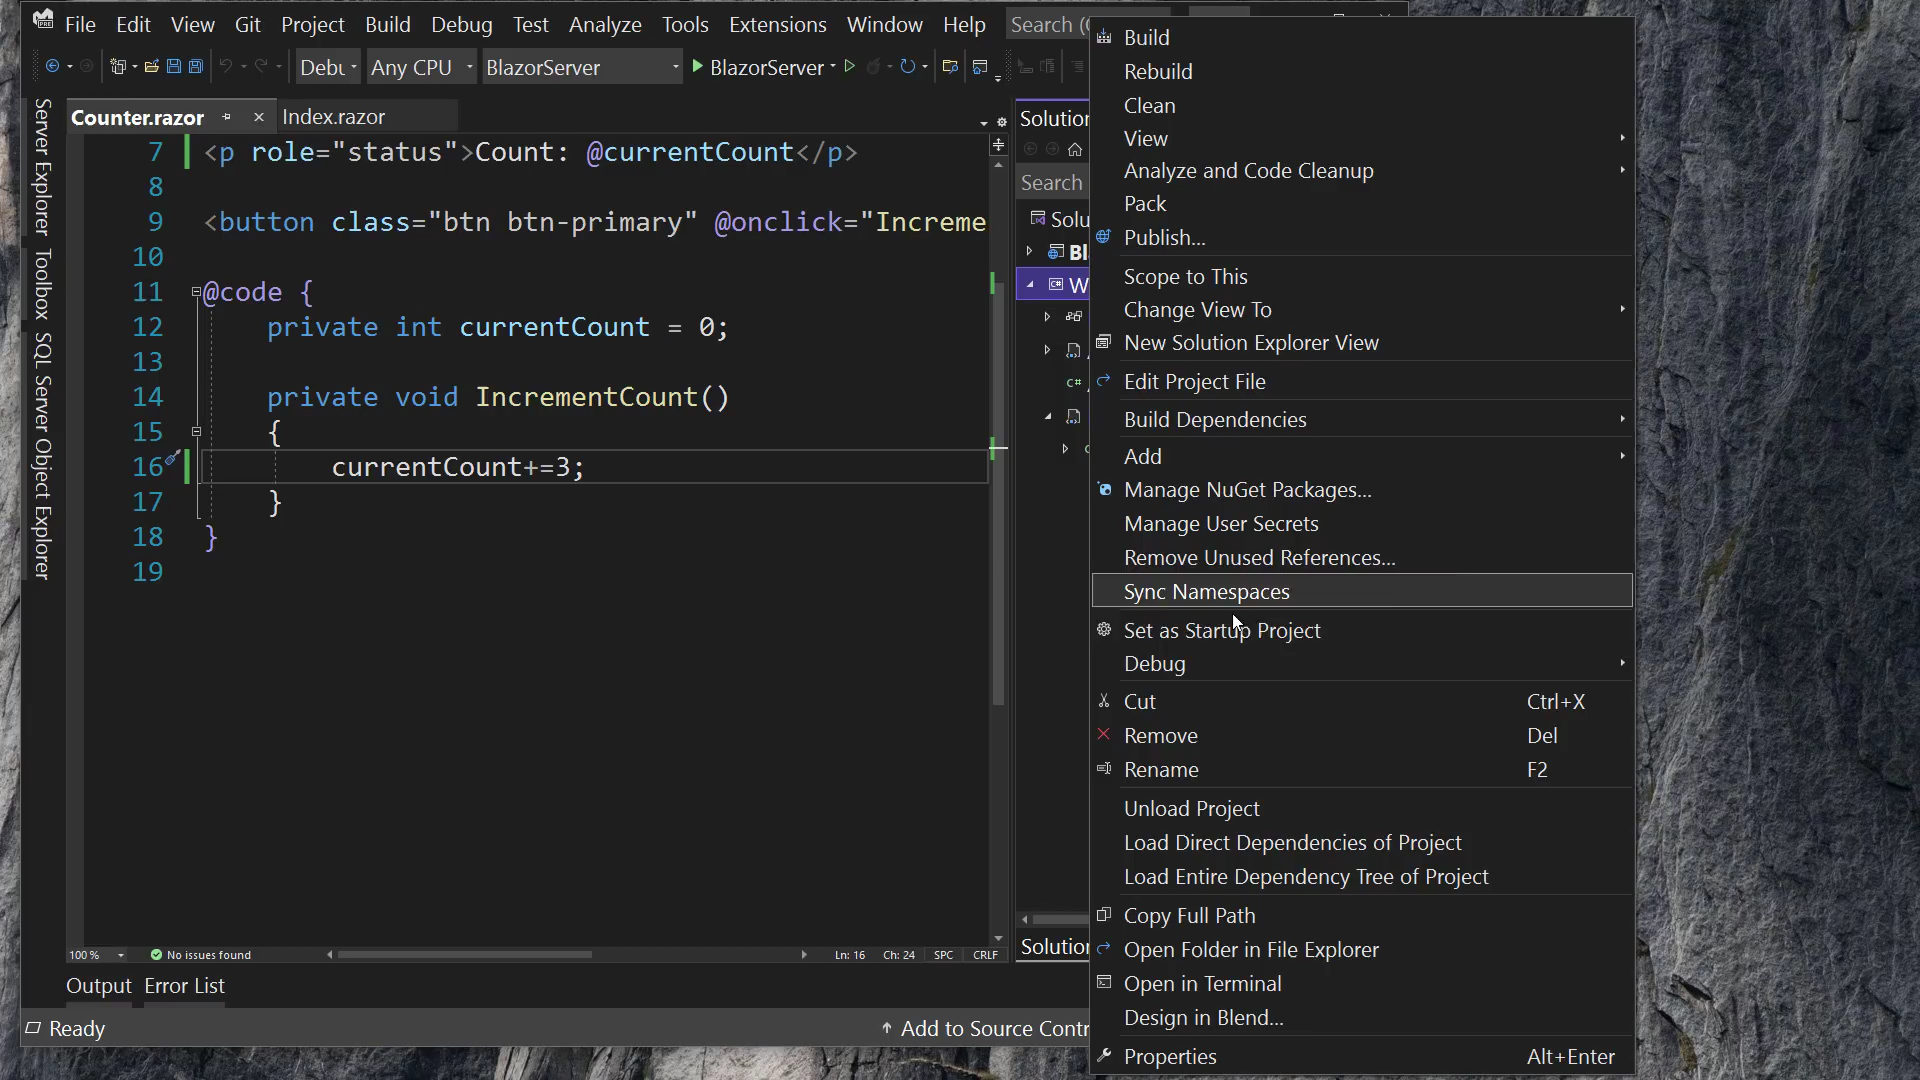 File Edit View Git Project Build Debug Test Analyze Tools Extensions Window Help Search (
Debu Any CPU BlazorServer BlazorServer
Server Explorer
Toolbox
SQL Server Object Explorer
Counter.razor Index.razor
7 <p role="status">Count: @currentCount</p>
8
9 <button class="btn btn-primary" @onclick="Increme
10
11 @code {
12 private int currentCount = 0;
13
14 private void IncrementCount()
15 {
16 currentCount+=3;
17 }
18 }
19
100 % No issues found Ln: 16 Ch: 24 SPC CRLF
Output Error List
Ready Add to Source Contr
Solution
Search
Solu
Bl
W
Solution
Build
Rebuild
Clean
View
Analyze and Code Cleanup
Pack
Publish...
Scope to This
Change View To
New Solution Explorer View
Edit Project File
Build Dependencies
Add
Manage NuGet Packages...
Manage User Secrets
Remove Unused References...
Sync Namespaces
Set as Startup Project
Debug
Cut Ctrl+X
Remove Del
Rename F2
Unload Project
Load Direct Dependencies of Project
Load Entire Dependency Tree of Project
Copy Full Path
Open Folder in File Explorer
Open in Terminal
Design in Blend...
Properties Alt+Enter